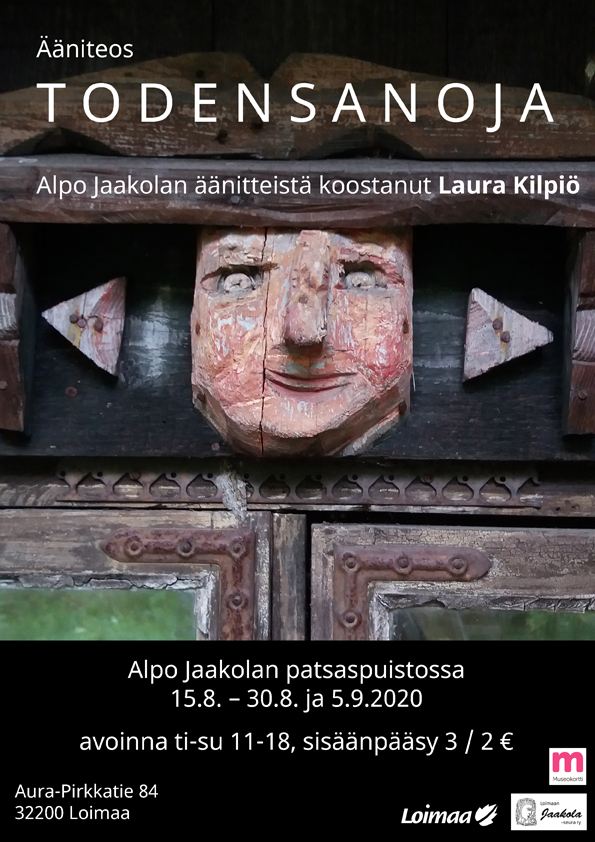 Ääniteos
TODENSANOJA
Alpo Jaakolan äänitteistä koostanut Laura Kilpiö
Alpo Jaakolan patsaspuistossa
15.8. – 30.8. ja 5.9.2020
avoinna ti-su 11-18, sisäänpääsy 3 / 2 €
m
Museokortti
Aura-Pirkkatie 84
32200 Loimaa
Loimaa
Loimaan
Jaakola
-seura ry